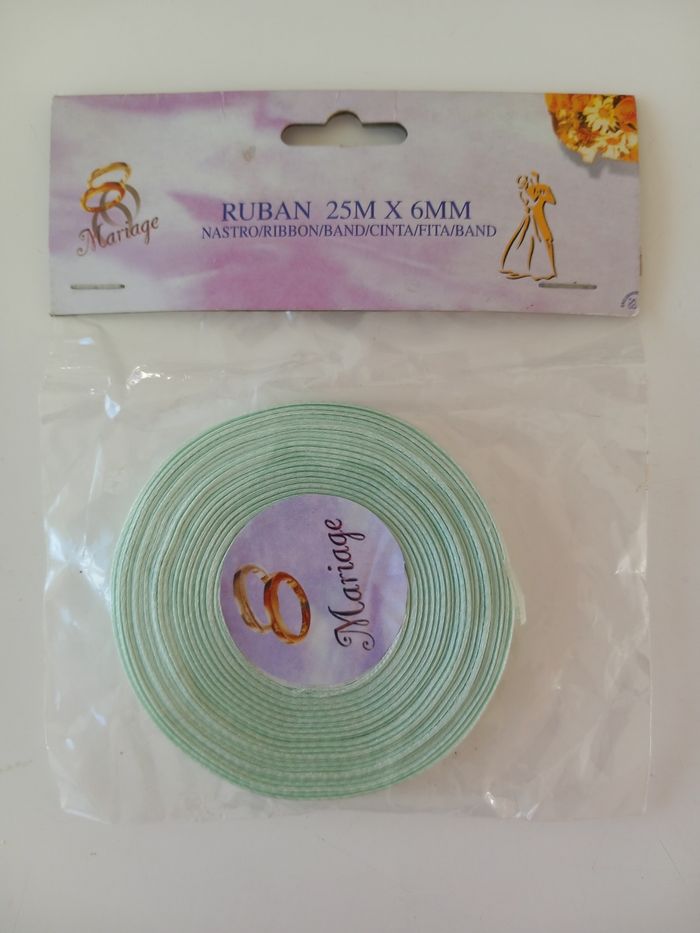 Mariage
RUBAN 25M X 6MM
NASTRO/RIBBON/BAND/CINTA/FITA/BAND
Mariage